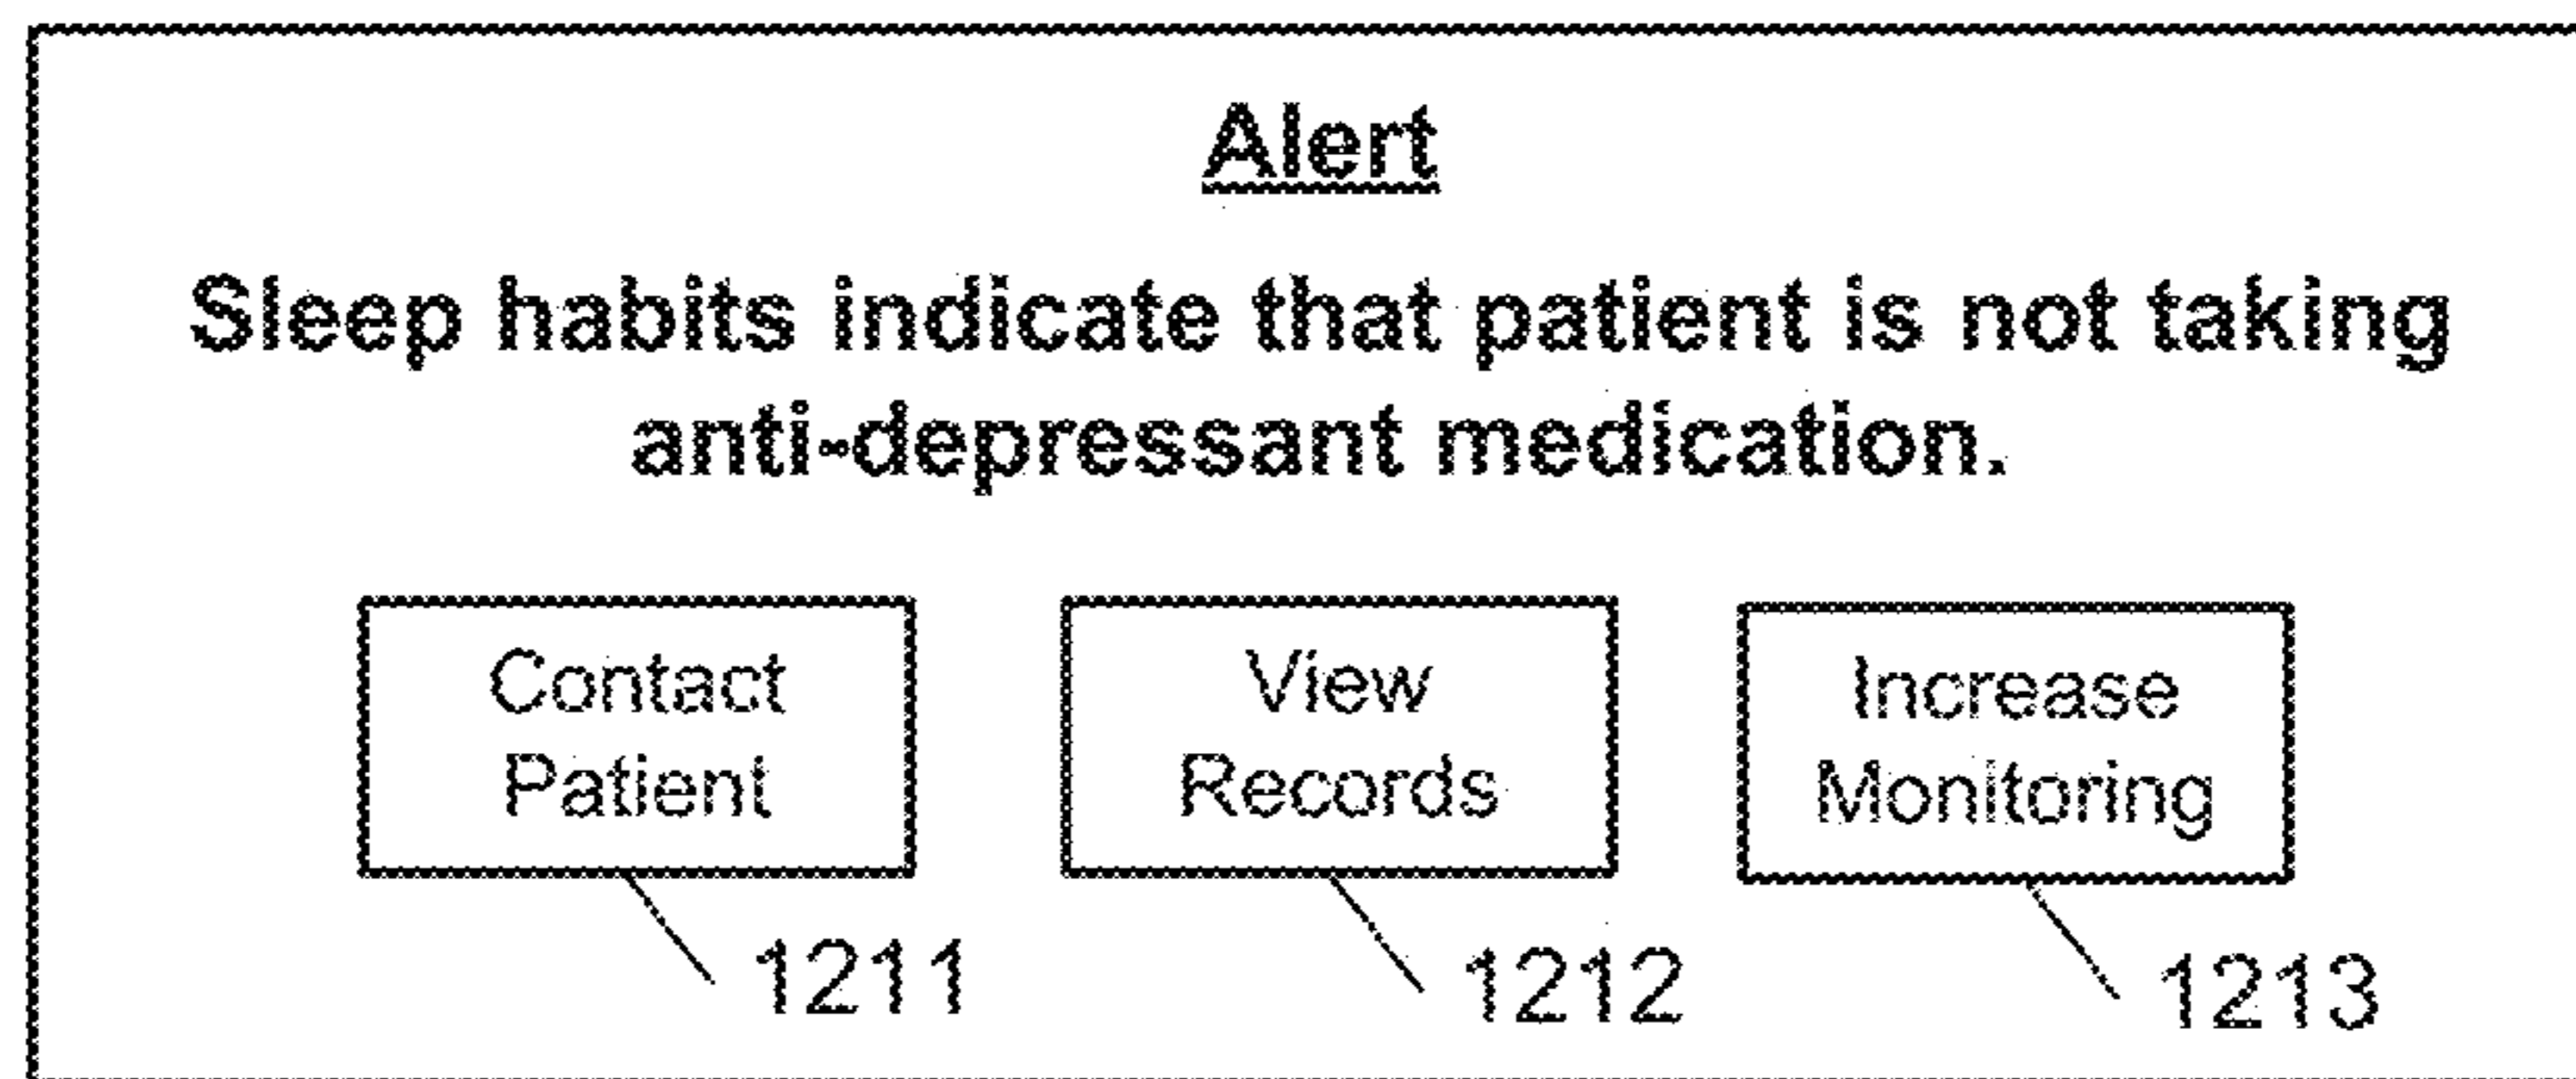 Alert
Sleep habits indicate that patient is not taking
anti-depressant medication.
Contact
Patient
View
Records
Increase
Monitoring
1211
1212
1213